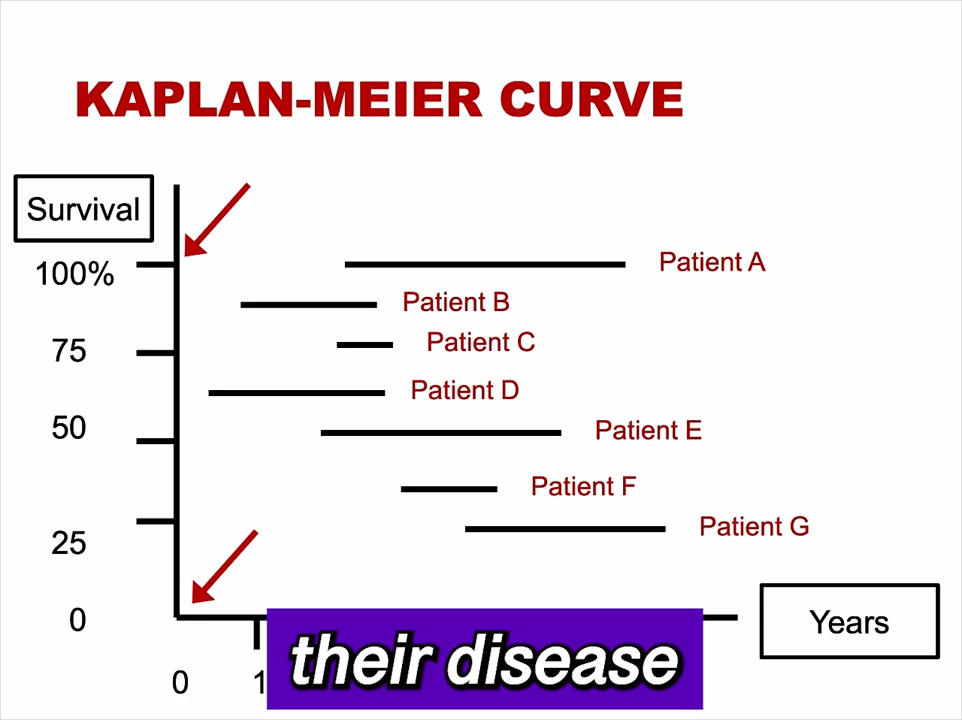 KAPLAN-MEIER CURVE
Survival
100%
Patient A
Patient B
Patient C
75
Patient D
50
Patient E
Patient F
Patient G
25
0
Years
0
1
their disease